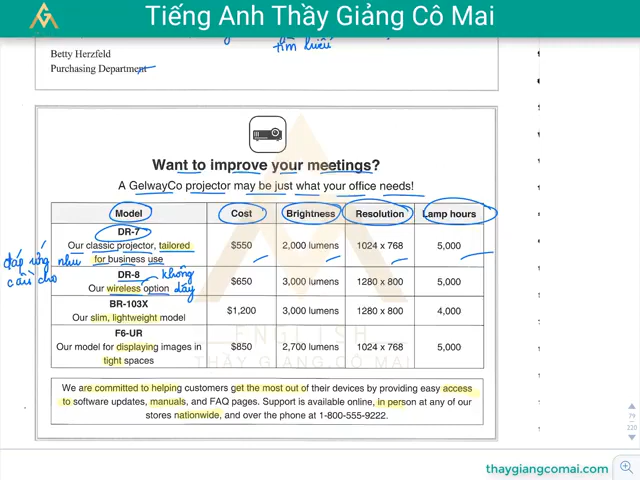 Tiếng Anh Thầy Giảng Cô Mai
tìm hiểu
Betty Herzfeld
Purchasing Department
Want to improve your meetings?
A GelwayCo projector may be just what your office needs!
Model Cost Brightness Resolution Lamp hours
DR-7
Our classic projector, tailored for business use $550 2,000 lumens 1024 x 768 5,000
đáp ứng nhu cầu cho
DR-8
Our wireless option $650 3,000 lumens 1280 x 800 5,000
không dây
BR-103X
Our slim, lightweight model $1,200 3,000 lumens 1280 x 800 4,000
F6-UR
Our model for displaying images in tight spaces $850 2,700 lumens 1024 x 768 5,000
ENGLISH
THẦY GIẢNG CÔ MAI
We are committed to helping customers get the most out of their devices by providing easy access
to software updates, manuals, and FAQ pages. Support is available online, in person at any of our
stores nationwide, and over the phone at 1-800-555-9222.
79
220
thaygiangcomai.com